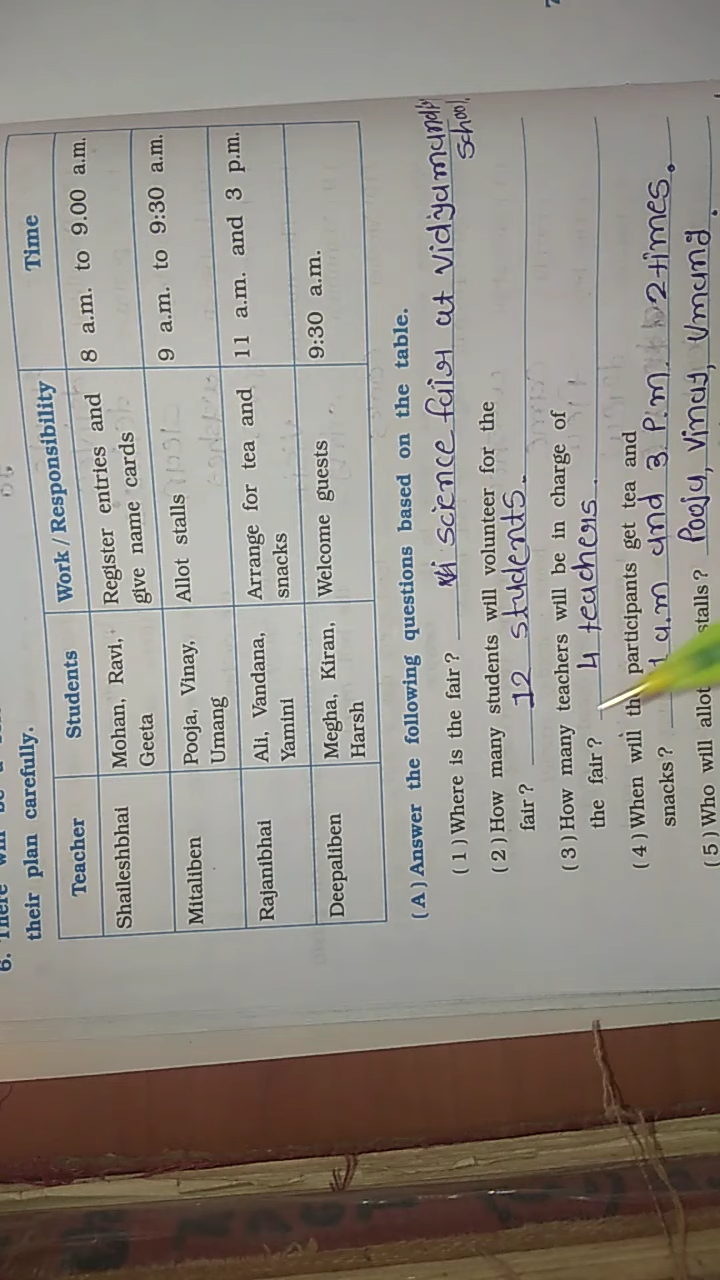 6. There will be a
their plan carefully.
Teacher Students Work / Responsibility Time
Shaileshbhai Mohan, Ravi, Geeta Register entries and give name cards 8 a.m. to 9.00 a.m.
Mitaliben Pooja, Vinay, Umang Allot stalls 9 a.m. to 9:30 a.m.
Rajanibhai Ali, Vandana, Yamini Arrange for tea and snacks 11 a.m. and 3 p.m.
Deepaliben Megha, Kiran, Harsh Welcome guests 9:30 a.m.
(A) Answer the following questions based on the table.
(1) Where is the fair? science fair at vidyamandir
school.
(2) How many students will volunteer for the
fair? 12 students.
(3) How many teachers will be in charge of
the fair? 4 teachers.
(4) When will the participants get tea and
snacks? a.m and 3 P.m. 2 times.
(5) Who will allot stalls? Pooja, vinay, Umang.